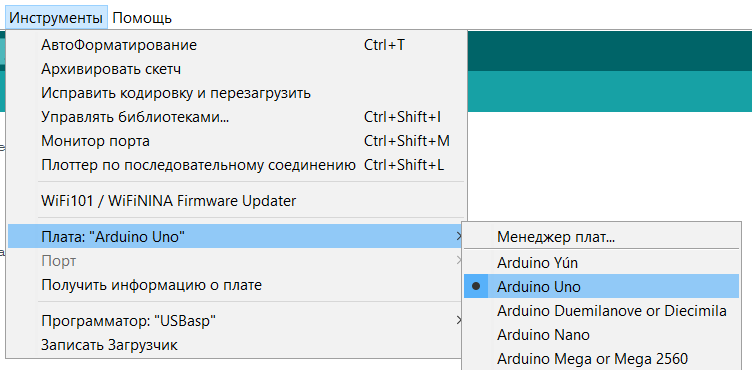 Инструменты Помощь
АвтоФорматирование Ctrl+T
Архивировать скетч
Исправить кодировку и перезагрузить
Управлять библиотеками... Ctrl+Shift+I
Монитор порта Ctrl+Shift+M
Плоттер по последовательному соединению Ctrl+Shift+L
WiFi101 / WiFiNINA Firmware Updater
Плата: "Arduino Uno"
Порт
Получить информацию о плате
Программатор: "USBasp"
Записать Загрузчик
Менеджер плат...
Arduino Yún
Arduino Uno
Arduino Duemilanove or Diecimila
Arduino Nano
Arduino Mega or Mega 2560